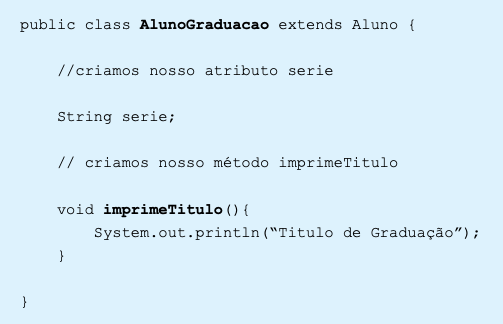 public class AlunoGraduacao extends Aluno {
//criamos nosso atributo serie
String serie;
// criamos nosso método imprimeTitulo
void imprimeTitulo(){
System.out.println(“Titulo de Graduação”);
}
}